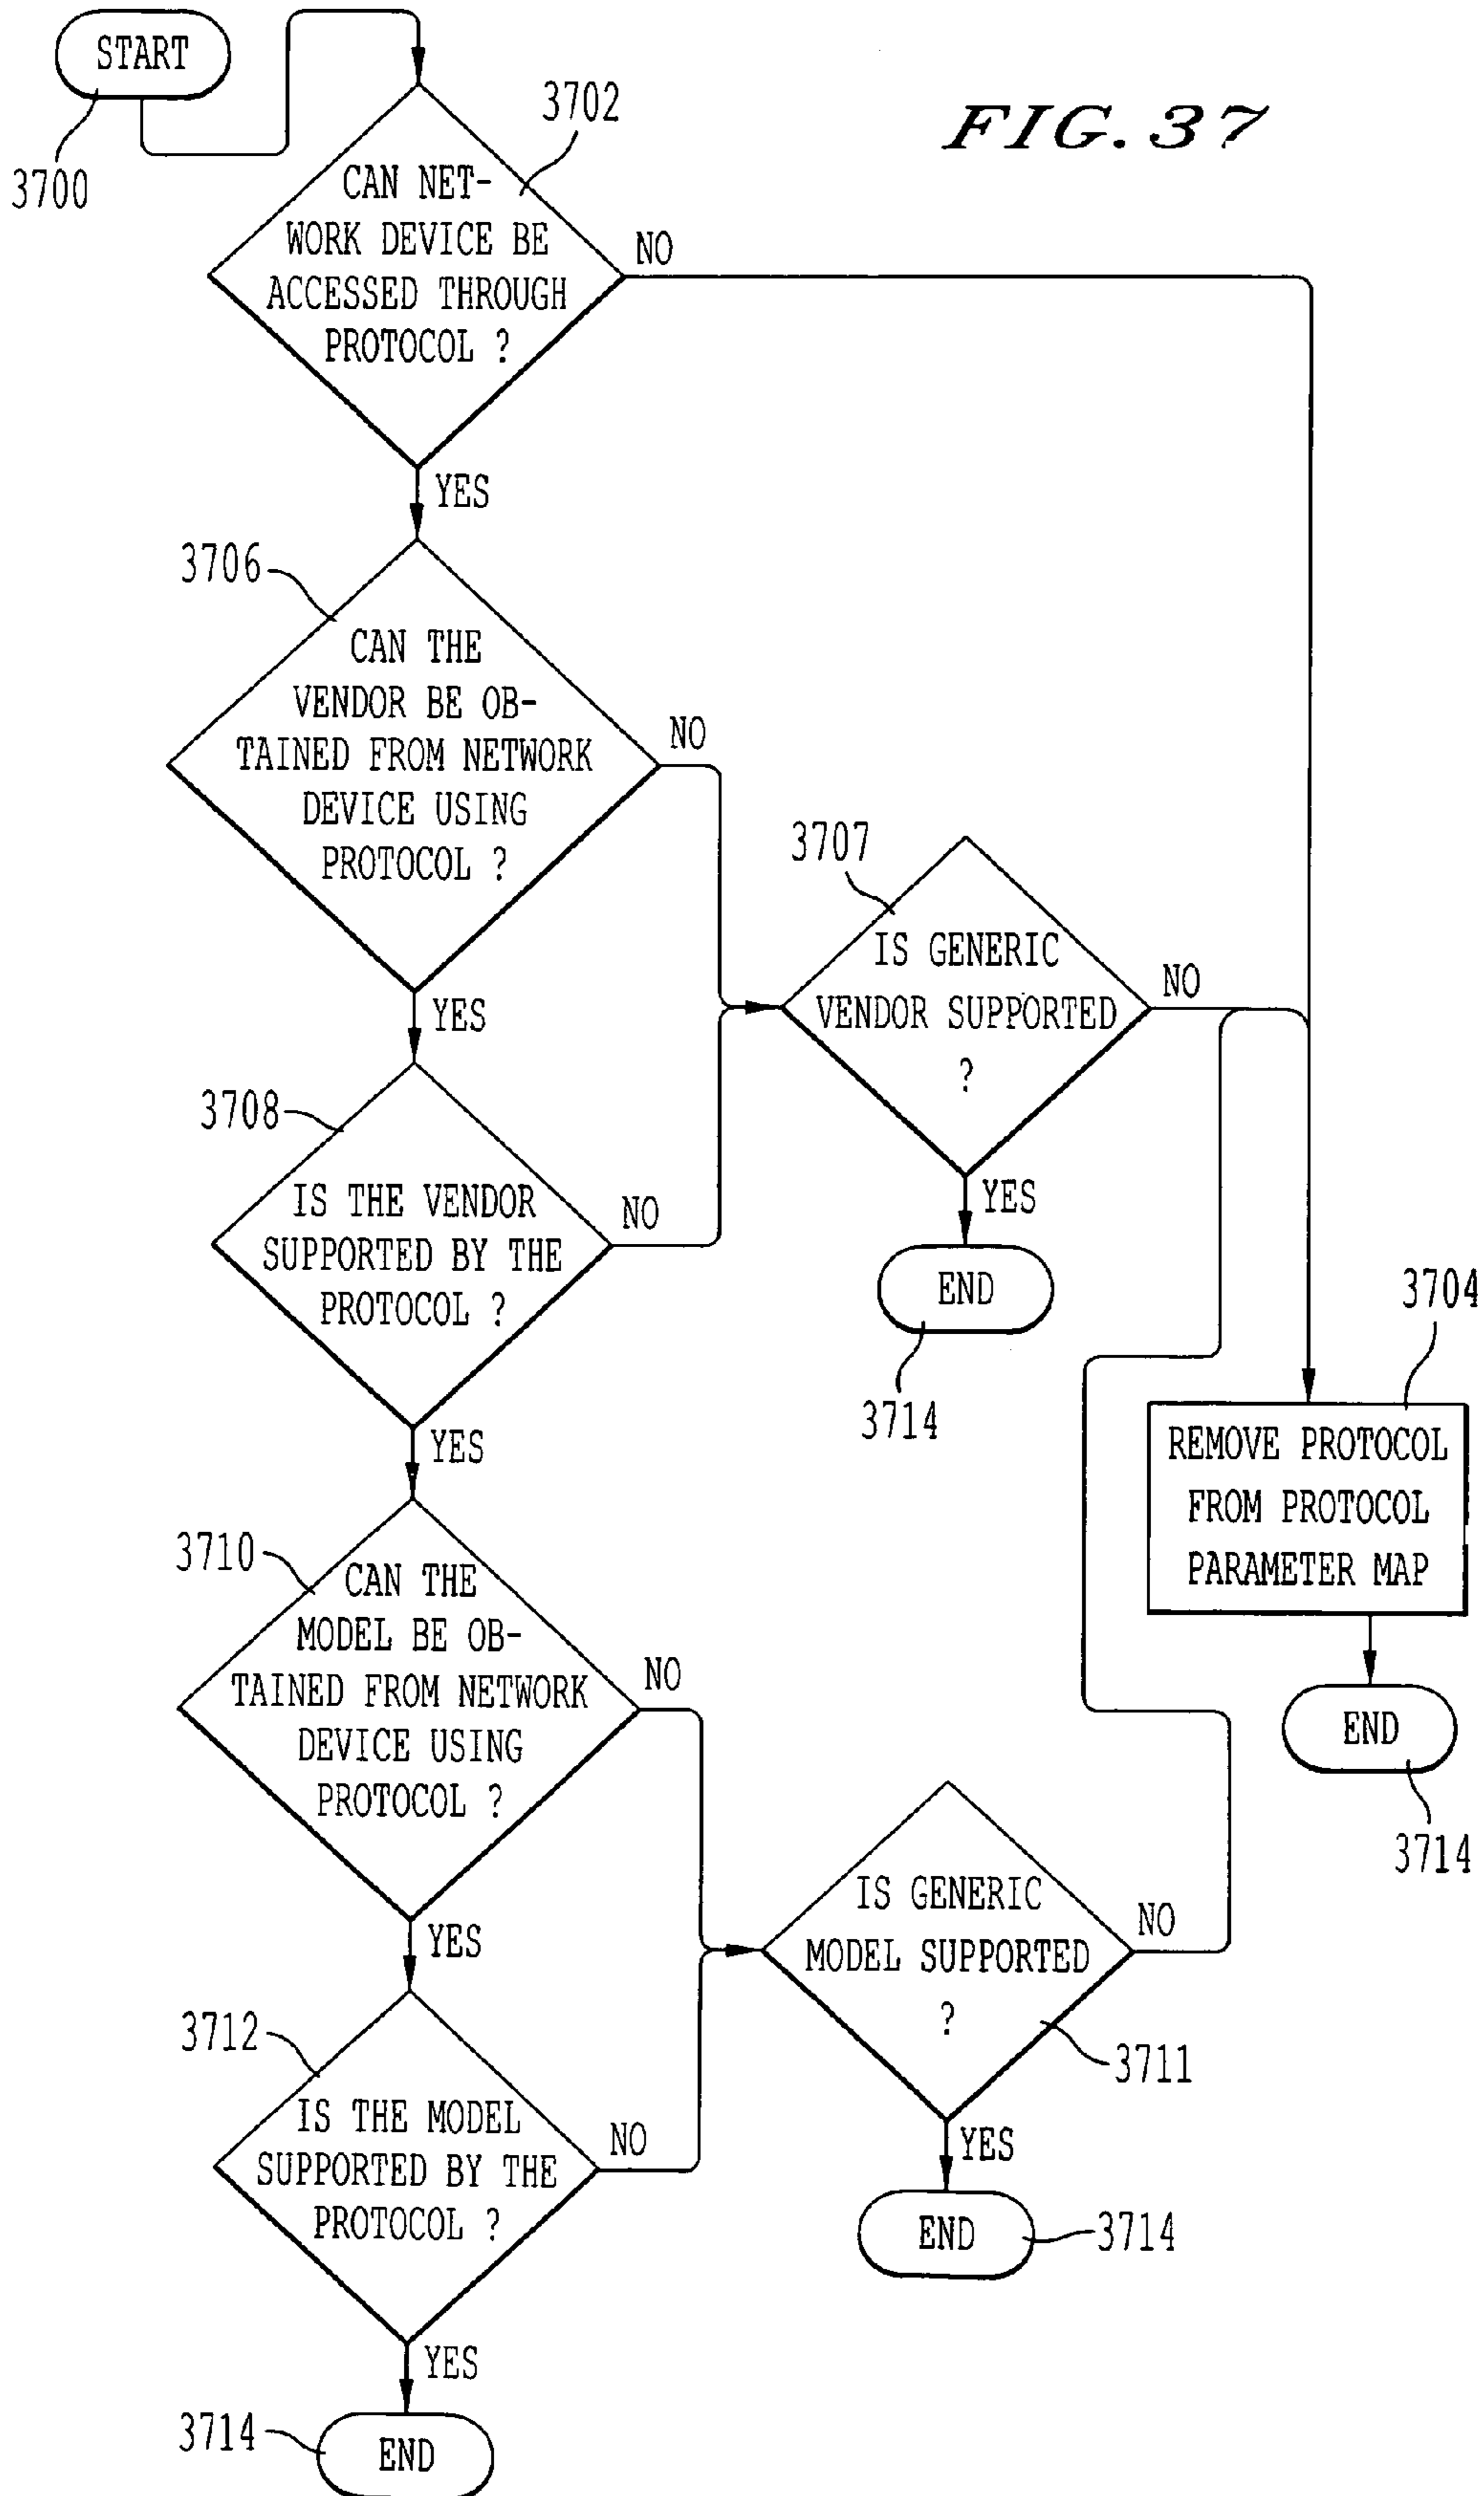 START
3700
FIG. 37
3702
CAN NET-
WORK DEVICE BE
ACCESSED THROUGH
PROTOCOL ?
NO
YES
3706
CAN THE
VENDOR BE OB-
TAINED FROM NETWORK
DEVICE USING
PROTOCOL ?
NO
YES
3707
IS GENERIC
VENDOR SUPPORTED
?
NO
YES
END
3714
3708
IS THE VENDOR
SUPPORTED BY THE
PROTOCOL ?
NO
YES
3704
REMOVE PROTOCOL
FROM PROTOCOL
PARAMETER MAP
END
3714
3710
CAN THE
MODEL BE OB-
TAINED FROM NETWORK
DEVICE USING
PROTOCOL ?
NO
YES
IS GENERIC
MODEL SUPPORTED
?
NO
3711
YES
END
3714
3712
IS THE MODEL
SUPPORTED BY THE
PROTOCOL ?
NO
YES
3714
END